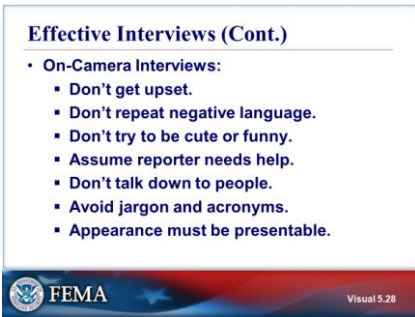 Effective Interviews (Cont.)
• On-Camera Interviews:
▪ Don't get upset.
▪ Don't repeat negative language.
▪ Don't try to be cute or funny.
▪ Assume reporter needs help.
▪ Don't talk down to people.
▪ Avoid jargon and acronyms.
▪ Appearance must be presentable.
FEMA
Visual 5.28